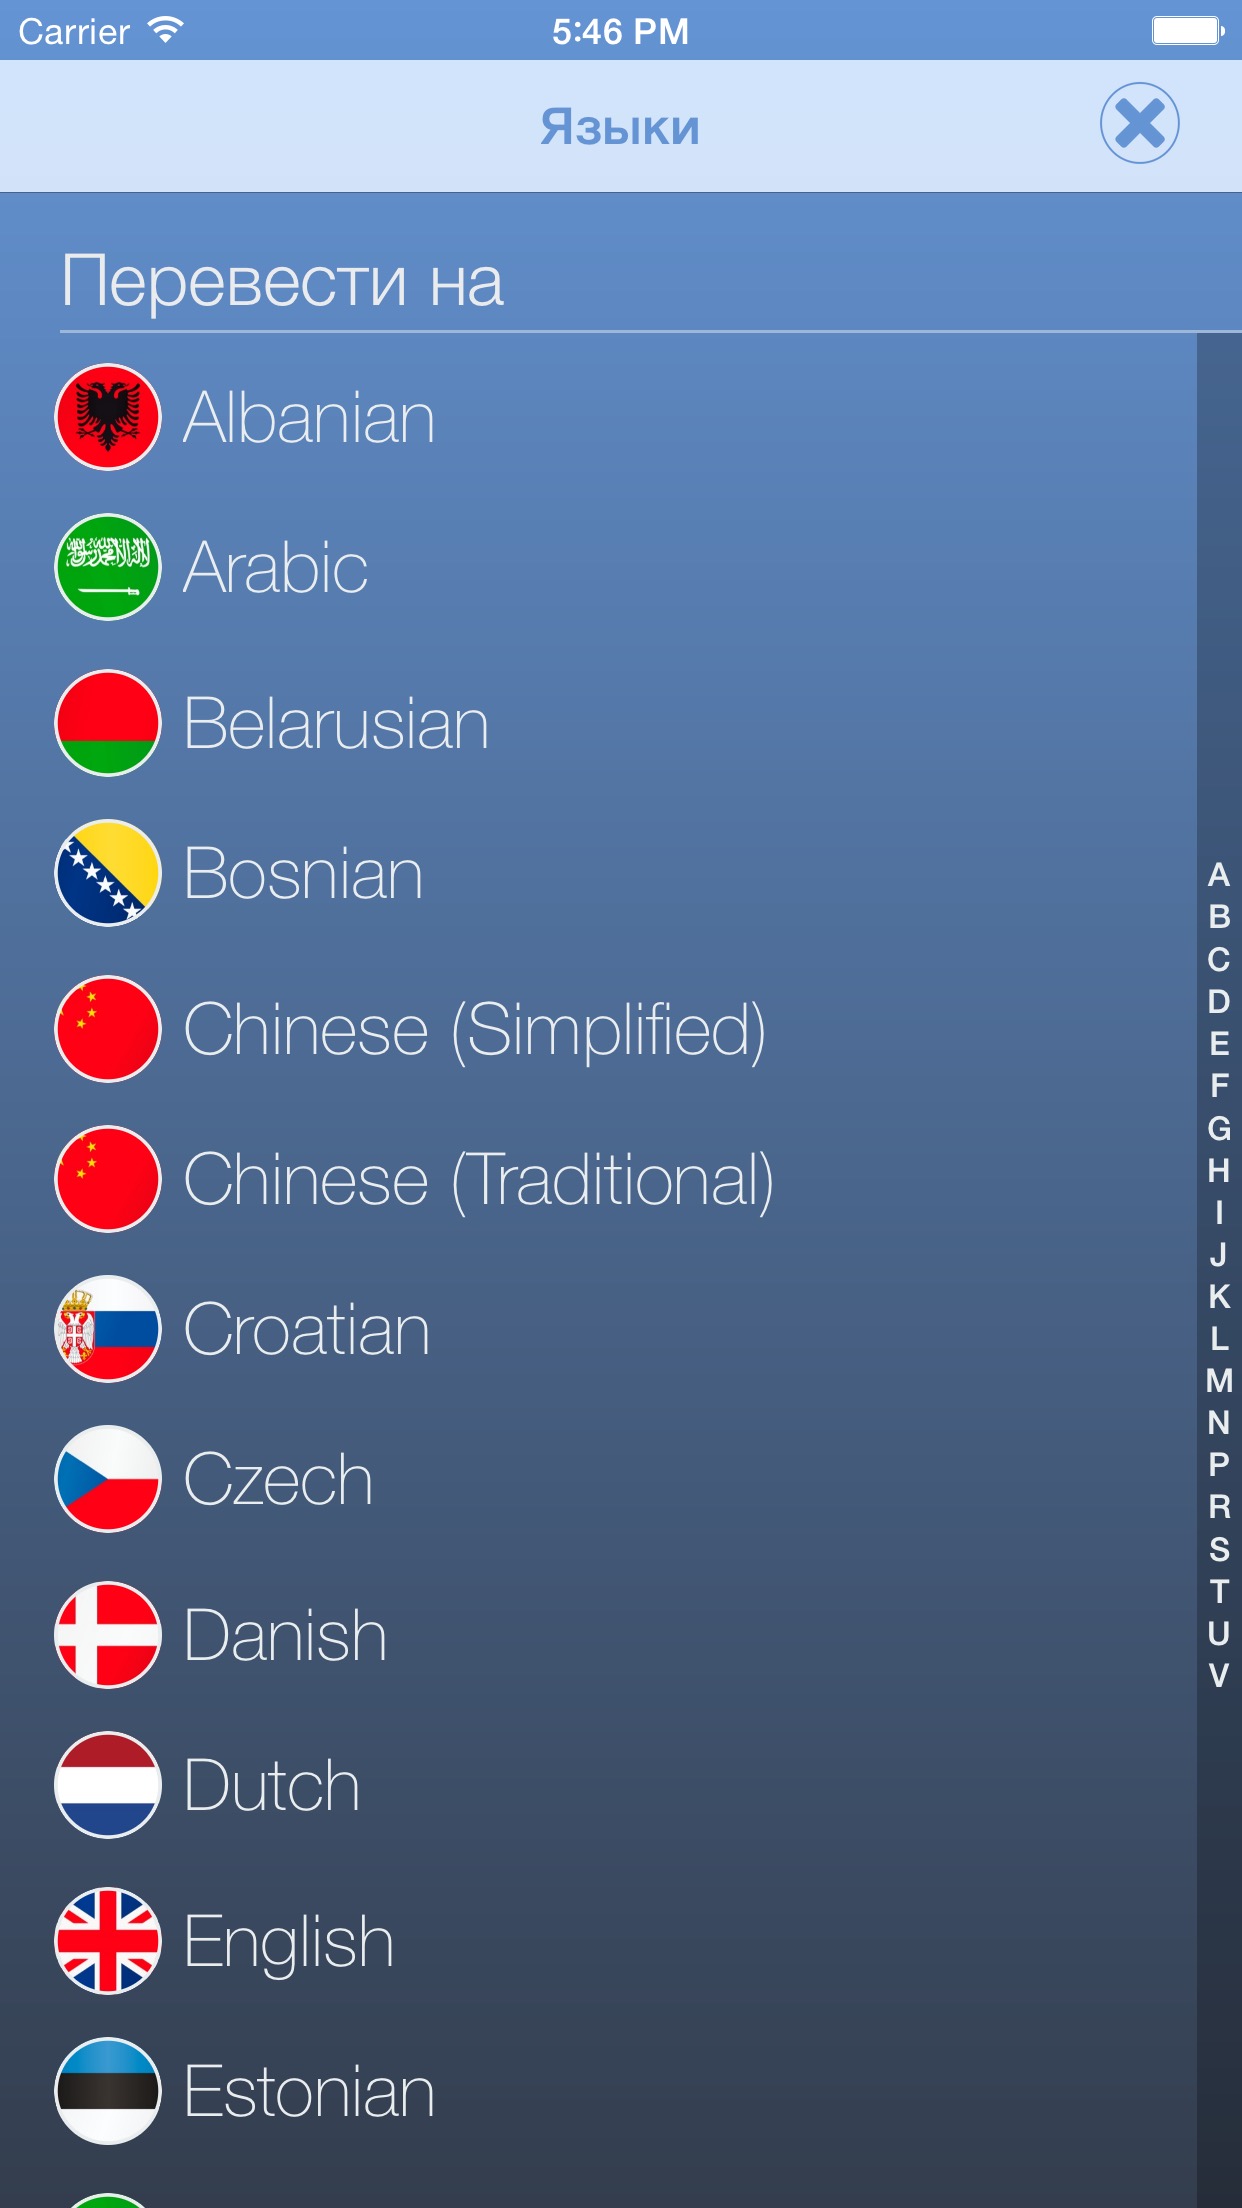 Carrier
5:46 PM
Языки
Перевести на
Albanian
Arabic
Belarusian
Bosnian
Chinese (Simplified)
Chinese (Traditional)
Croatian
Czech
Danish
Dutch
English
Estonian
A
B
C
D
E
F
G
H
I
J
K
L
M
N
P
R
S
T
U
V